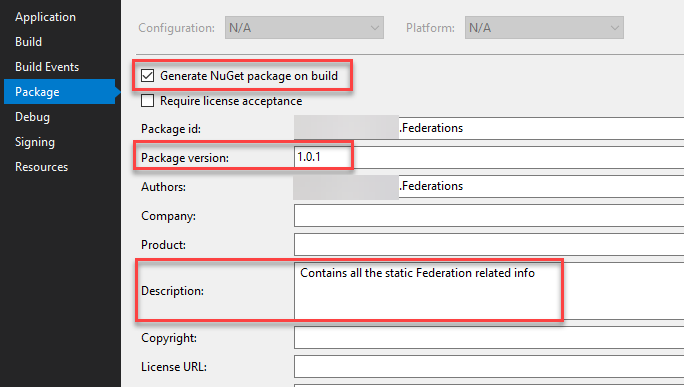 Application
Build
Build Events
Package
Debug
Signing
Resources
Configuration: N/A Platform: N/A
Generate NuGet package on build
Require license acceptance
Package id: .Federations
Package version: 1.0.1
Authors: .Federations
Company:
Product:
Description: Contains all the static Federation related info
Copyright:
License URL: